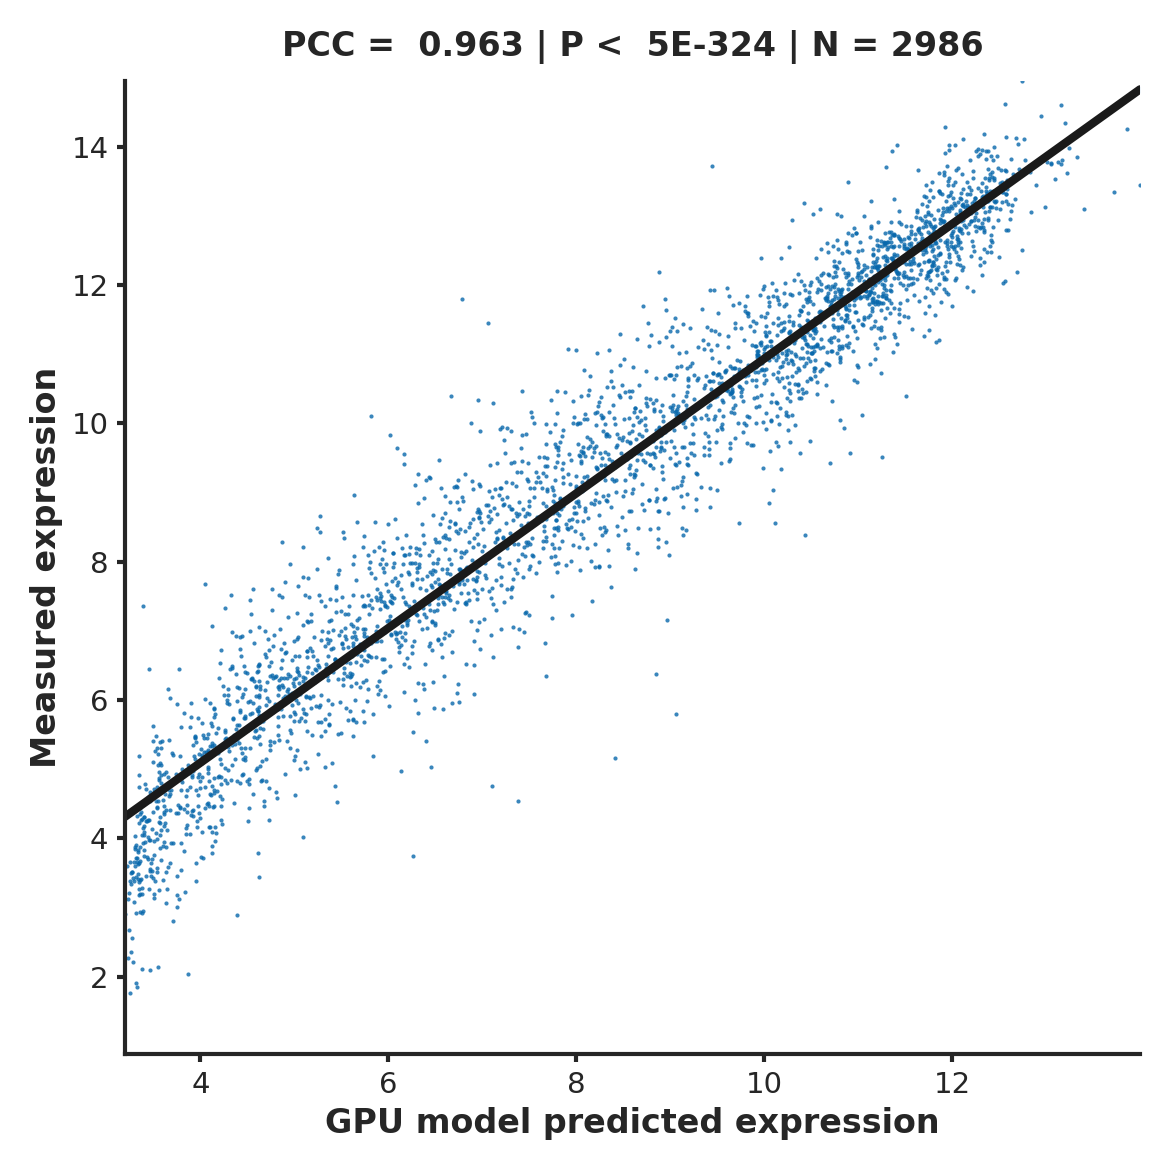 PCC =  0.963 | P <  5E-324 | N = 2986
Measured expression
14
12
10
8
6
4
2
4 6 8 10 12
GPU model predicted expression